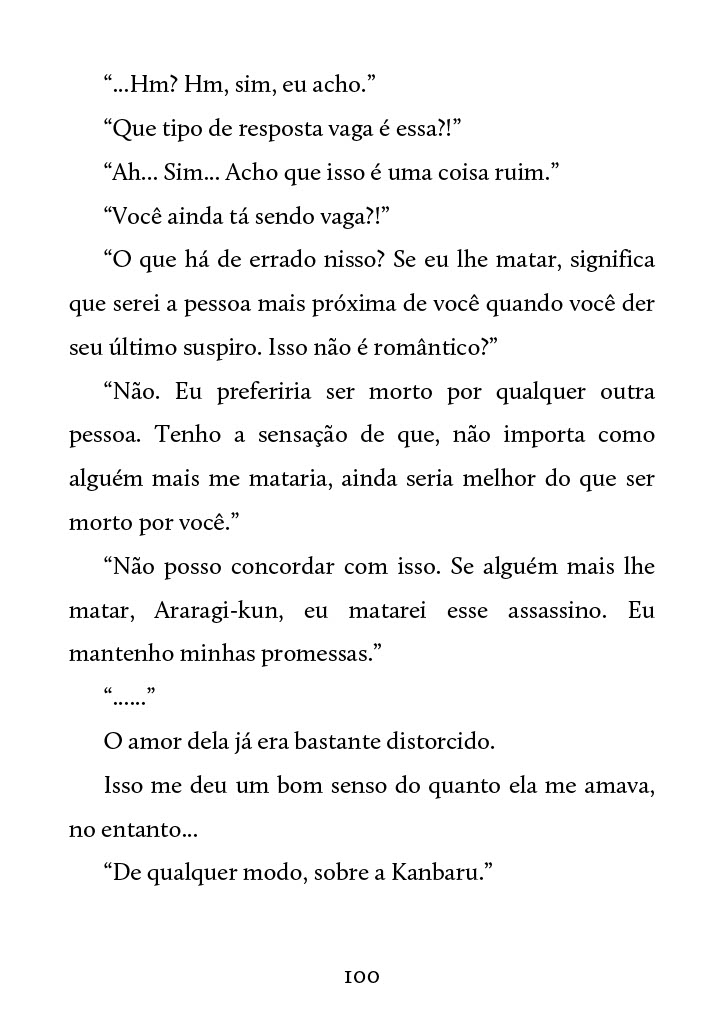 “...Hm? Hm, sim, eu acho.”
“Que tipo de resposta vaga é essa?!”
“Ah... Sim... Acho que isso é uma coisa ruim.”
“Você ainda tá sendo vaga?!”
“O que há de errado nisso? Se eu lhe matar, significa
que serei a pessoa mais próxima de você quando você der
seu último suspiro. Isso não é romântico?”
“Não. Eu preferiria ser morto por qualquer outra
pessoa. Tenho a sensação de que, não importa como
alguém mais me mataria, ainda seria melhor do que ser
morto por você.”
“Não posso concordar com isso. Se alguém mais lhe
matar, Araragi-kun, eu matarei esse assassino. Eu
mantenho minhas promessas.”
“......”
O amor dela já era bastante distorcido.
Isso me deu um bom senso do quanto ela me amava,
no entanto...
“De qualquer modo, sobre a Kanbaru.”
100